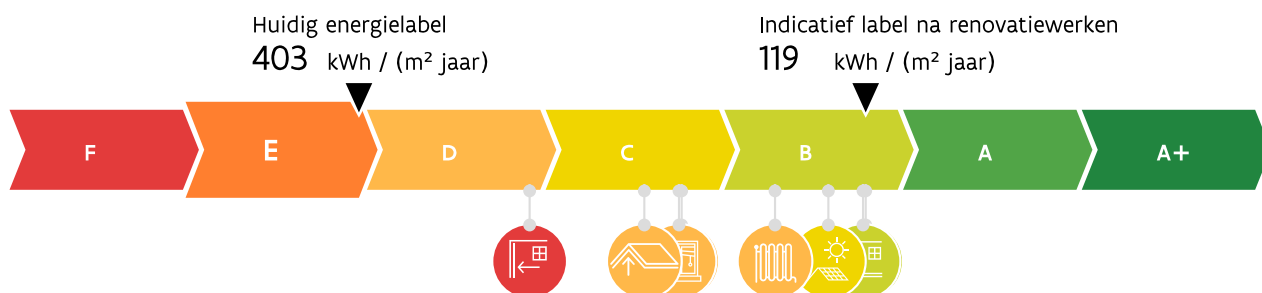 Huidig energielabel
403 kWh / (m² jaar)
Indicatief label na renovatiewerken
119 kWh / (m² jaar)
F
E
D
C
B
A
A+